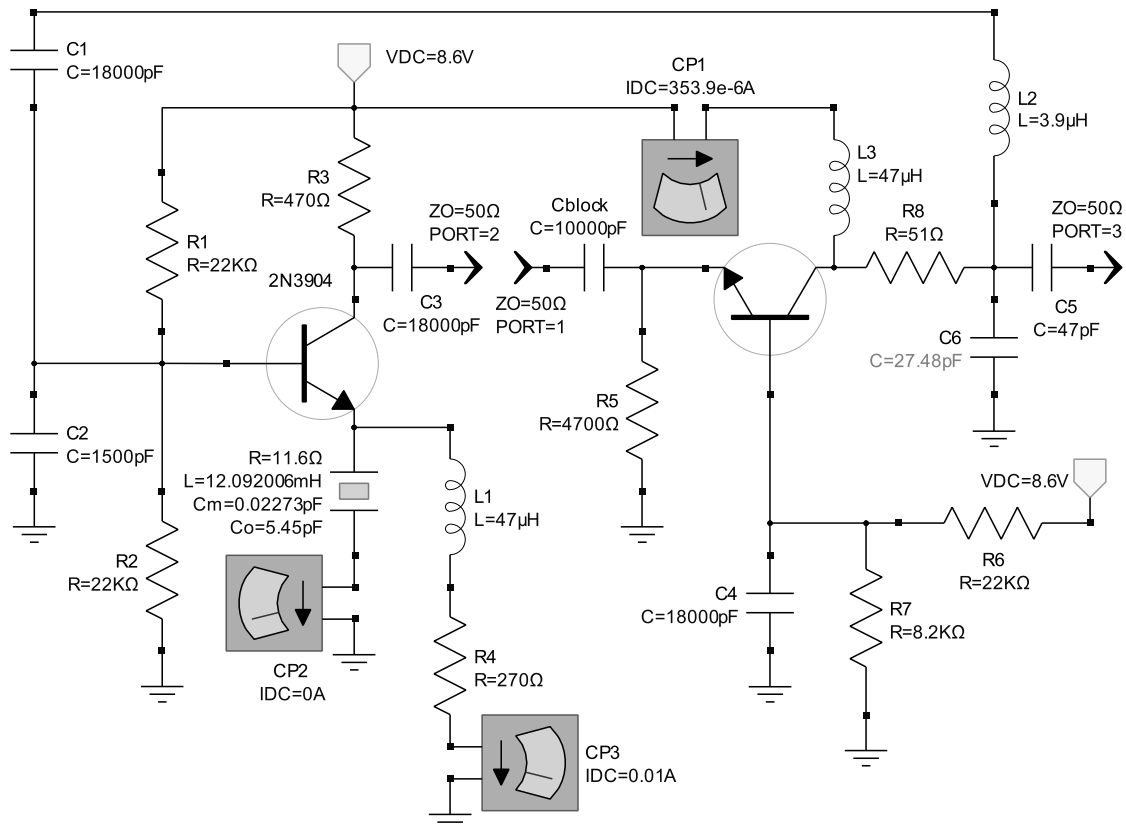 C1
C=18000pF
VDC=8.6V
CP1
IDC=353.9e-6A
L2
L=3.9µH
R3
R=470Ω
L3
L=47µH
Cblock
C=10000pF
ZO=50Ω
PORT=2
R8
R=51Ω
ZO=50Ω
PORT=3
R1
R=22KΩ
2N3904
C3
C=18000pF
ZO=50Ω
PORT=1
C5
C=47pF
C6
C=27.48pF
C2
C=1500pF
R5
R=4700Ω
R=11.6Ω
L=12.092006mH
Cm=0.02273pF
Co=5.45pF
L1
L=47µH
VDC=8.6V
R2
R=22KΩ
R6
R=22KΩ
C4
C=18000pF
R7
R=8.2KΩ
CP2
IDC=0A
R4
R=270Ω
CP3
IDC=0.01A